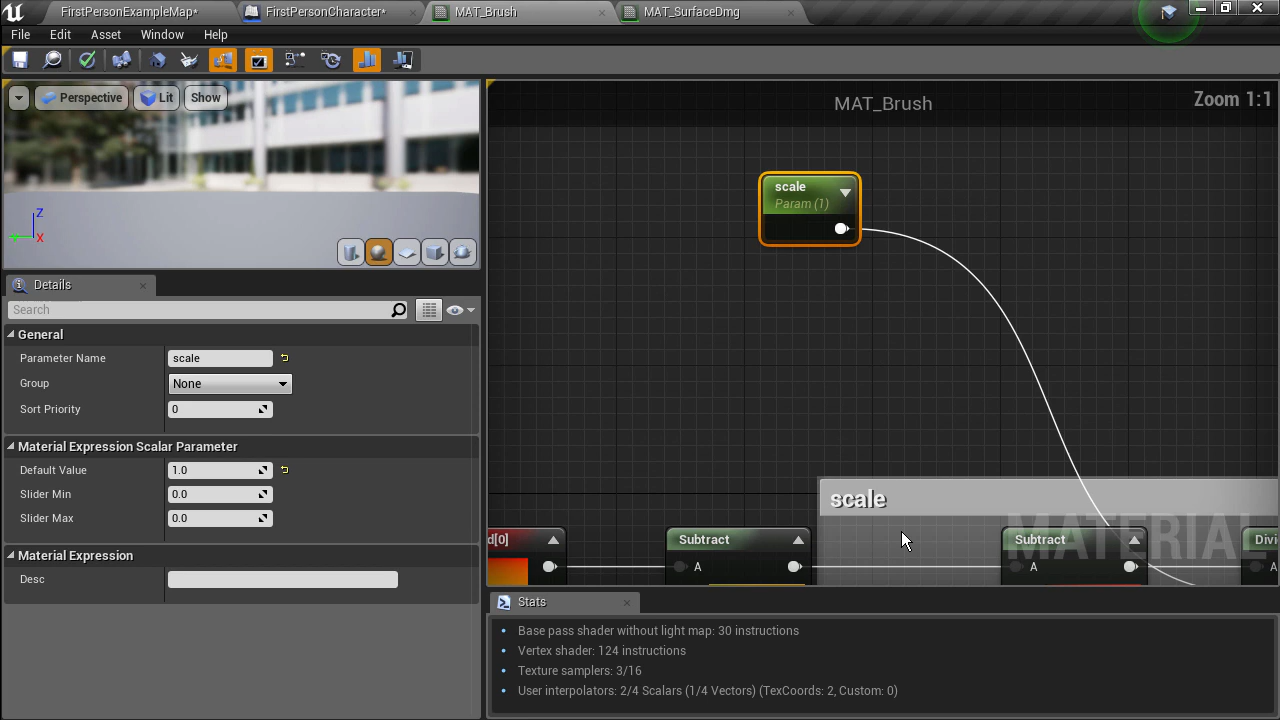 FirstPersonExampleMap*
FirstPersonCharacter*
MAT_Brush
MAT_SurfaceDmg
File Edit Asset Window Help
Perspective Lit Show
Z
X
MAT_Brush
Zoom 1:1
scale
Param (1)
Details
Search
General
Parameter Name scale
Group None
Sort Priority 0
Material Expression Scalar Parameter
Default Value 1.0
Slider Min 0.0
Slider Max 0.0
Material Expression
Desc
scale
MATERIAL
d[0]
Subtract
Subtract
Divi
A
A
A
Stats
• Base pass shader without light map: 30 instructions
• Vertex shader: 124 instructions
• Texture samplers: 3/16
• User interpolators: 2/4 Scalars (1/4 Vectors) (TexCoords: 2, Custom: 0)